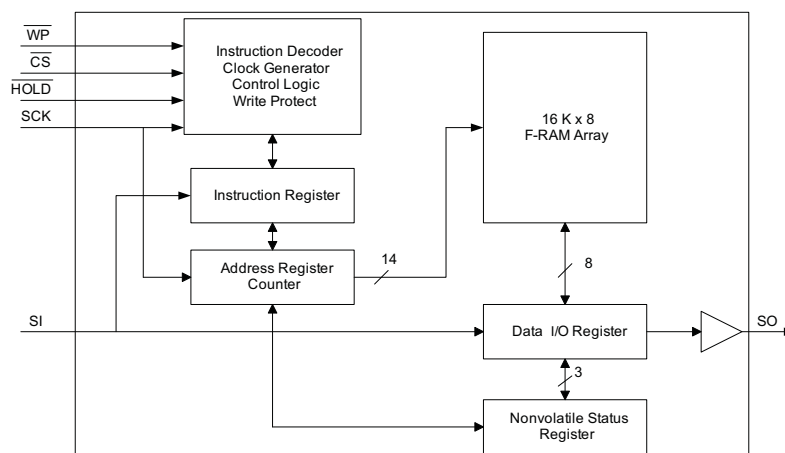 WP
CS
HOLD
SCK
Instruction Decoder
Clock Generator
Control Logic
Write Protect
16 K x 8
F-RAM Array
Instruction Register
Address Register
Counter
14
8
SI
Data I/O Register
SO
3
Nonvolatile Status
Register